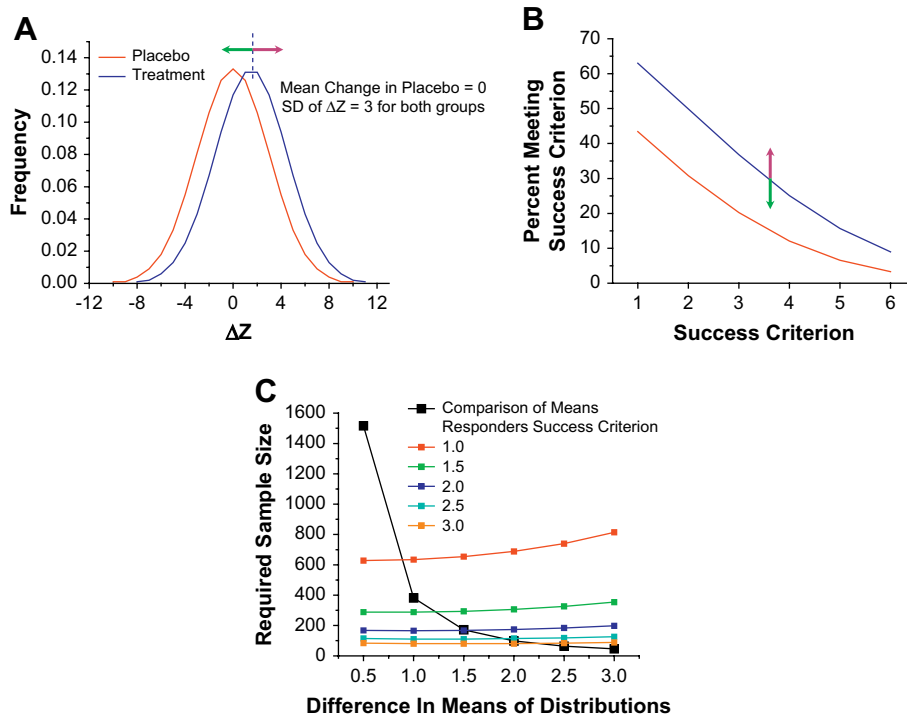 A
Placebo
Treatment
Mean Change in Placebo = 0
SD of ΔZ = 3 for both groups
Frequency
0.14
0.12
0.10
0.08
0.06
0.04
0.02
0.00
-12 -8 -4 0 4 8 12
ΔZ
B
Percent Meeting
Success Criterion
70
60
50
40
30
20
10
0
1 2 3 4 5 6
Success Criterion
C
Comparison of Means
Responders Success Criterion
1.0
1.5
2.0
2.5
3.0
Required Sample Size
1600
1400
1200
1000
800
600
400
200
0
0.5 1.0 1.5 2.0 2.5 3.0
Difference In Means of Distributions